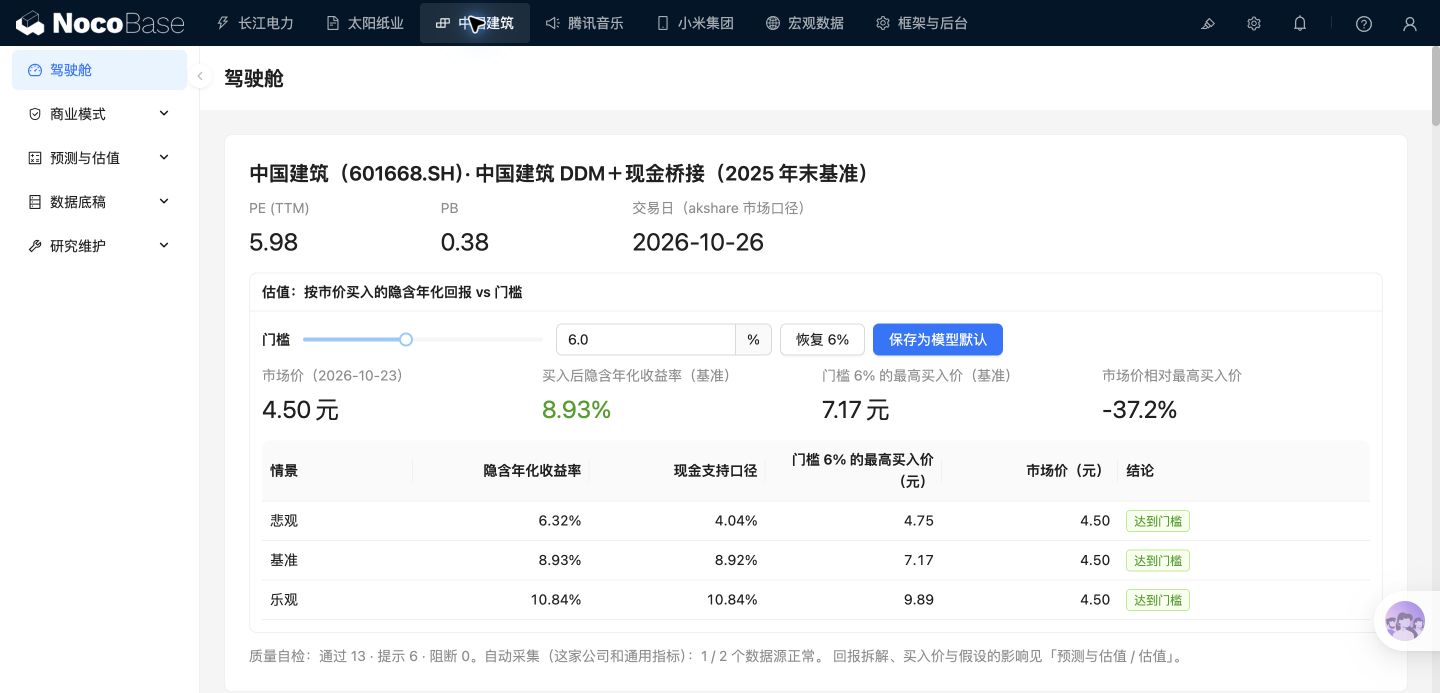 NocoBase
长江电力
太阳纸业
中国建筑
腾讯音乐
小米集团
宏观数据
框架与后台
驾驶舱
商业模式
预测与估值
数据底稿
研究维护
驾驶舱
中国建筑（601668.SH）· 中国建筑 DDM＋现金桥接（2025 年末基准）
PE (TTM)
5.98
PB
0.38
交易日（akshare 市场口径）
2026-10-26
估值：按市价买入的隐含年化回报 vs 门槛
门槛
6.0
%
恢复 6%
保存为模型默认
市场价（2026-10-23）
4.50 元
买入后隐含年化收益率（基准）
8.93%
门槛 6% 的最高买入价（基准）
7.17 元
市场价相对最高买入价
-37.2%
情景 隐含年化收益率 现金支持口径 门槛 6% 的最高买入价（元） 市场价（元） 结论
悲观 6.32% 4.04% 4.75 4.50 达到门槛
基准 8.93% 8.92% 7.17 4.50 达到门槛
乐观 10.84% 10.84% 9.89 4.50 达到门槛
质量自检：通过 13 · 提示 6 · 阻断 0。自动采集（这家公司和通用指标）：1 / 2 个数据源正常。 回报拆解、买入价与假设的影响见「预测与估值 / 估值」。